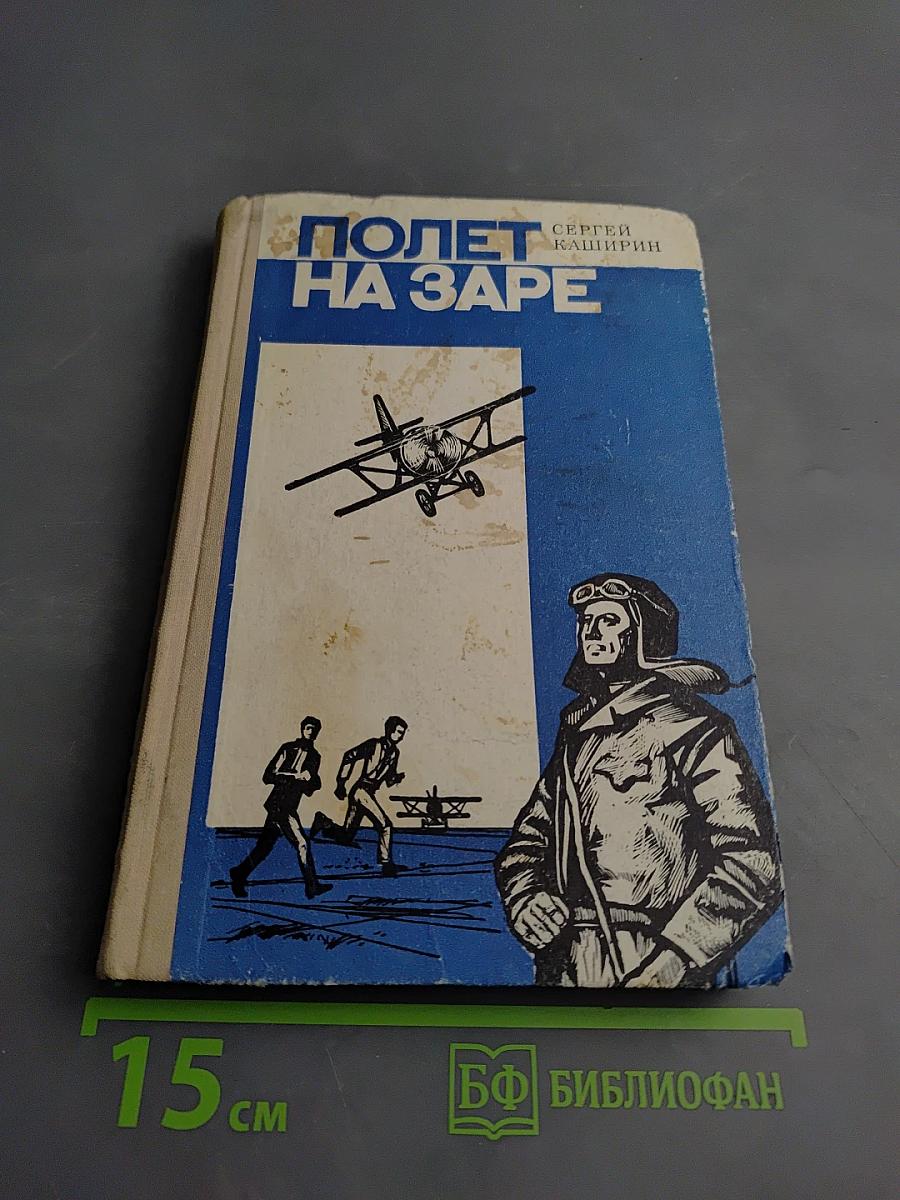 ПОЛЕТ
НА ЗАРЕ
СЕРГЕЙ
КАШИРИН
15 см
БФ БИБЛИОФАН